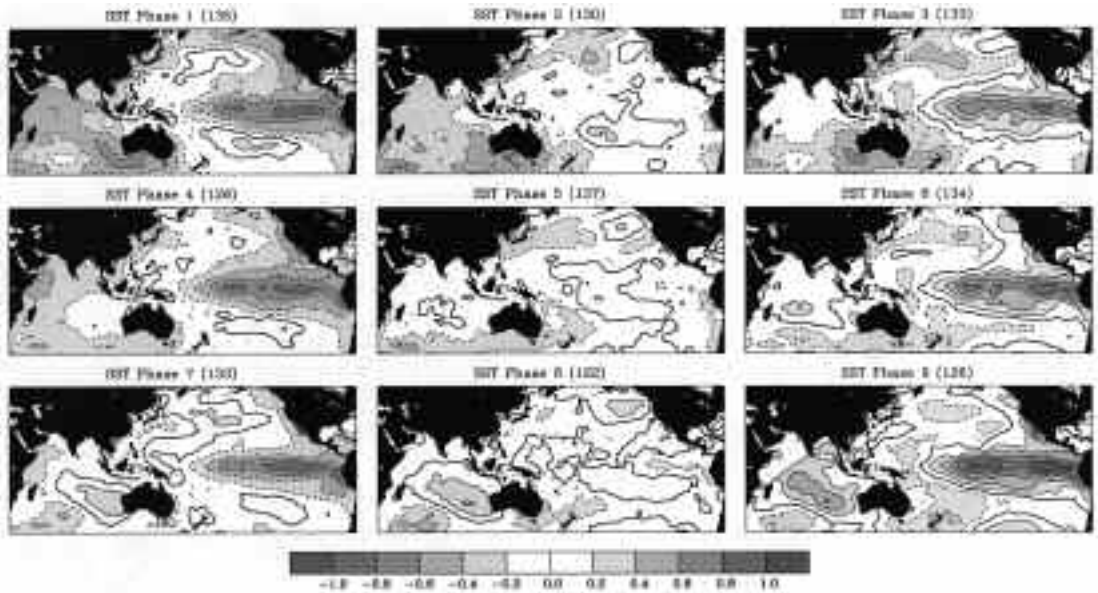 SST Phase 1 (135) SST Phase 2 (130) SST Phase 3 (133)
SST Phase 4 (128) SST Phase 5 (137) SST Phase 6 (134)
SST Phase 7 (133) SST Phase 8 (122) SST Phase 9 (126)
-1.0 -0.8 -0.6 -0.4 -0.2 0.0 0.2 0.4 0.6 0.8 1.0